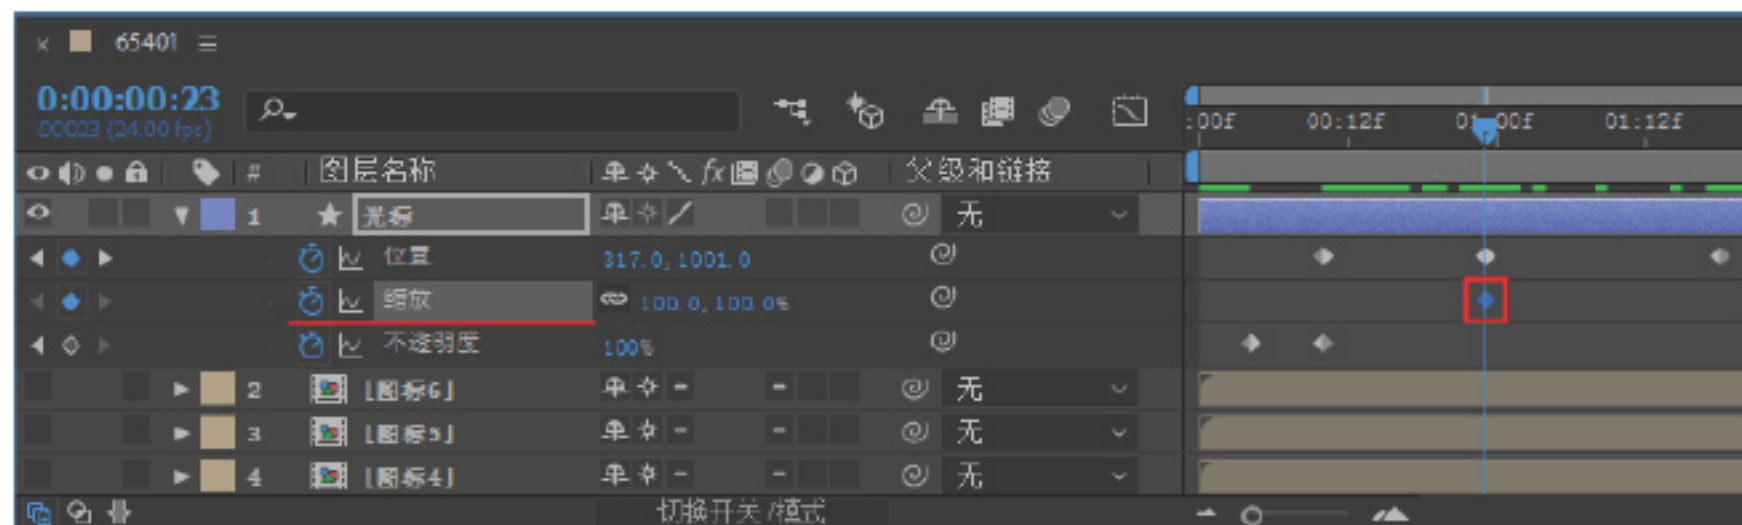 65401
0:00:00:23
00023 (24.00 fps)
:00f 00:12f 01:00f 01:12f
# 图层名称 fx 父级和链接
1 光标 无
位置 317.0,1001.0
缩放 100.0,100.0%
不透明度 100%
2 [图标6] 无
3 [图标5] 无
4 [图标4] 无
切换开关/模式